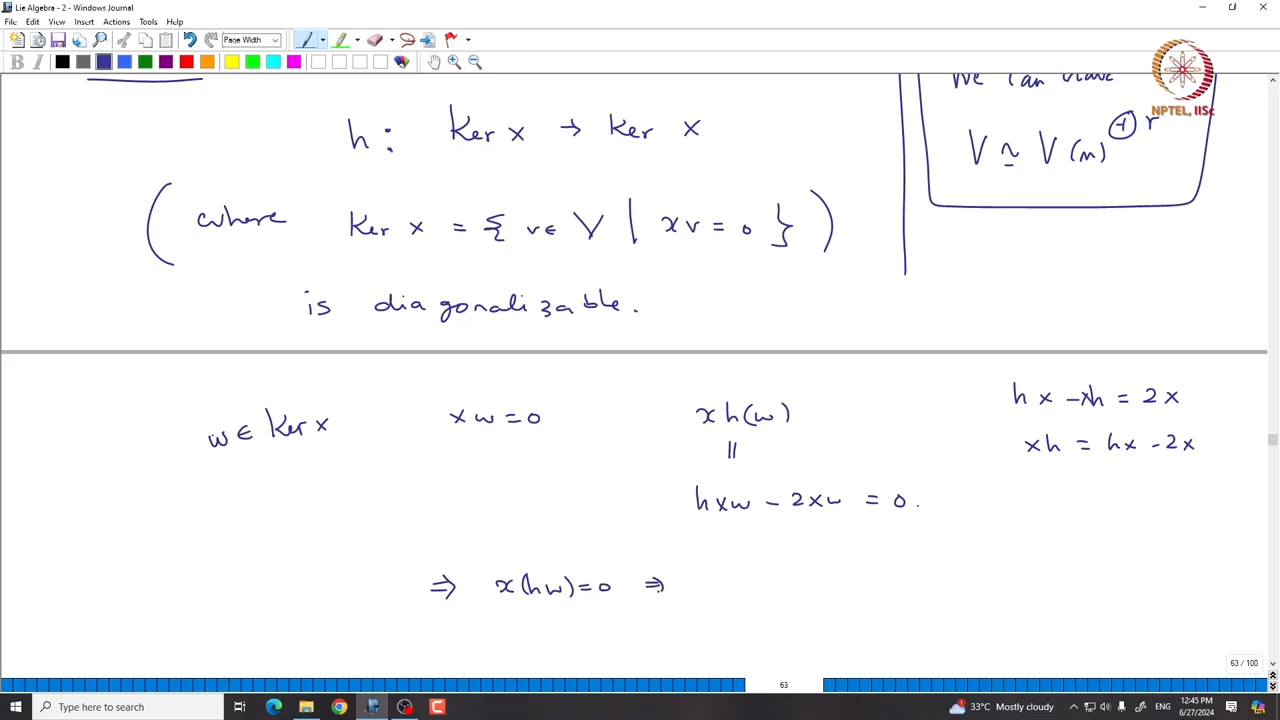 Lie Algebra - 2 - Windows Journal
File Edit View Insert Actions Tools Help
Page Width
B I
NPTEL, IISc
we can have
V ≃ V(m)^{⊕ r}
h : Ker x → Ker x
(where Ker x = { v ∈ V | xv = 0 })
is diagonalizable.
w ∈ Ker x xw = 0 xh(w) hx - xh = 2x
|| xh = hx - 2x
hxw - 2xw = 0.
⇒ x(hw) = 0 ⇒
63 / 100
63
Type here to search
33°C Mostly cloudy
12:45 PM
6/27/2024